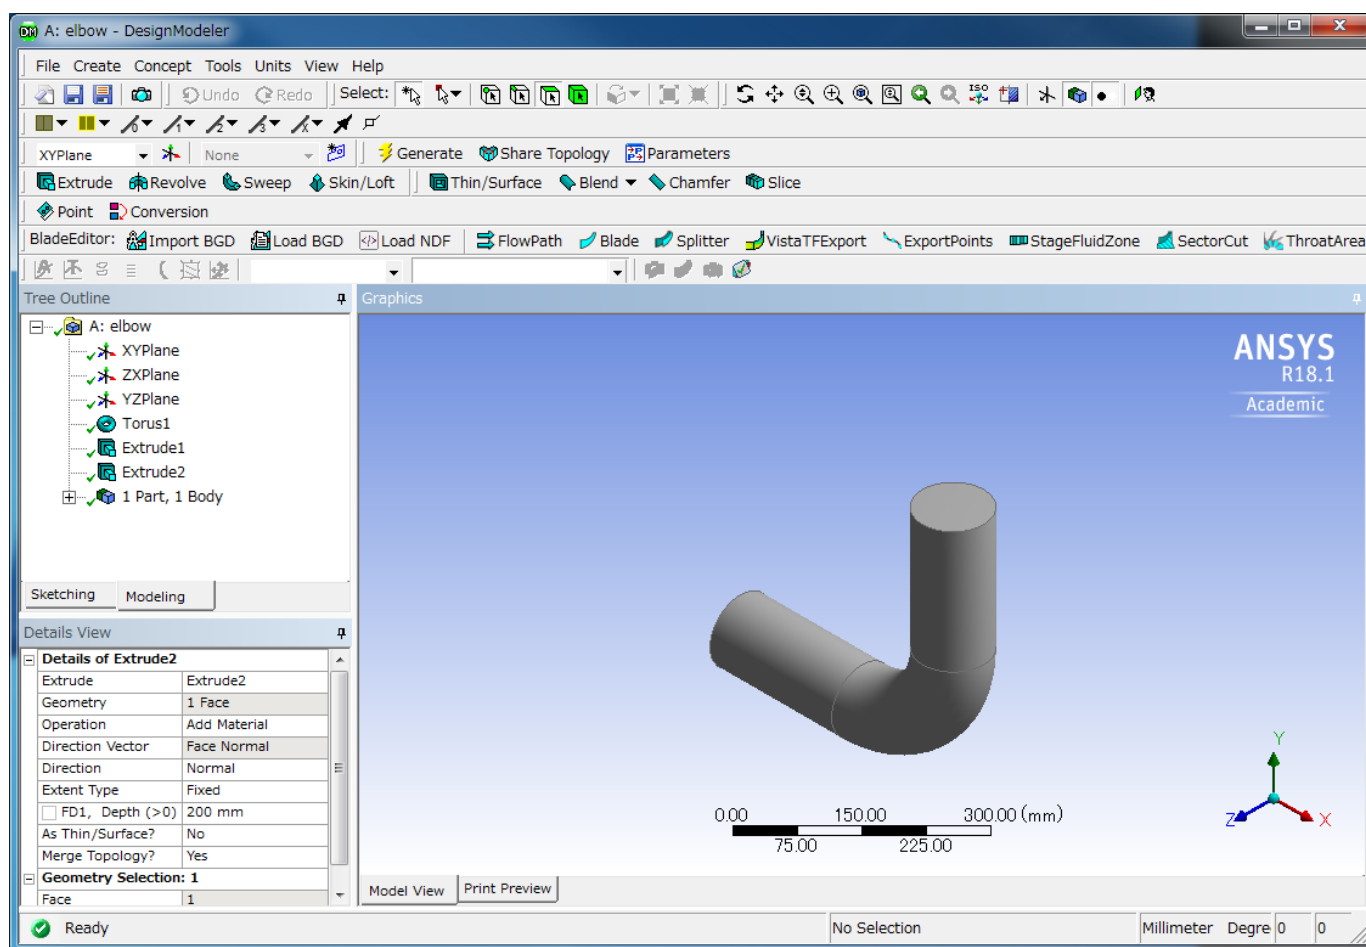 A: elbow - DesignModeler
File Create Concept Tools Units View Help
Undo Redo Select:
XYPlane None Generate Share Topology Parameters
Extrude Revolve Sweep Skin/Loft Thin/Surface Blend Chamfer Slice
Point Conversion
BladeEditor: Import BGD Load BGD Load NDF FlowPath Blade Splitter VistaTFExport ExportPoints StageFluidZone SectorCut ThroatArea
Tree Outline
A: elbow
XYPlane
ZXPlane
YZPlane
Torus1
Extrude1
Extrude2
1 Part, 1 Body
Sketching Modeling
Details View
Details of Extrude2
Extrude Extrude2
Geometry 1 Face
Operation Add Material
Direction Vector Face Normal
Direction Normal
Extent Type Fixed
FD1, Depth (>0) 200 mm
As Thin/Surface? No
Merge Topology? Yes
Geometry Selection: 1
Face 1
Graphics
ANSYS
R18.1
Academic
0.00 150.00 300.00 (mm)
75.00 225.00
Y
Z X
Model View Print Preview
Ready No Selection Millimeter Degre 0 0